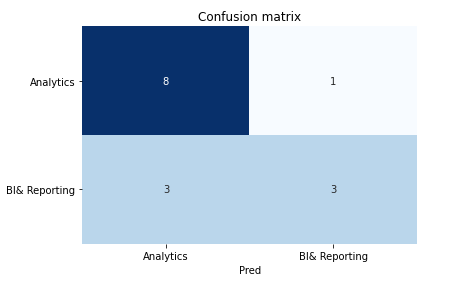 Confusion matrix
Analytics
8
1
BI& Reporting
3
3
Analytics
BI& Reporting
Pred